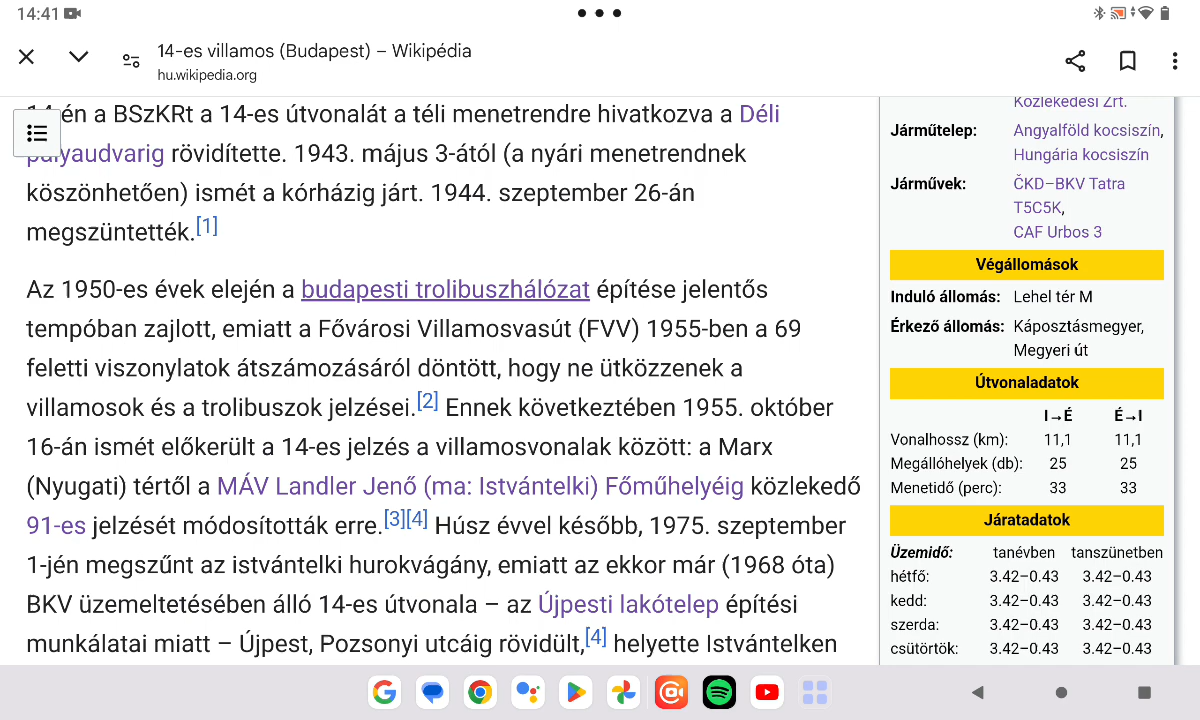 14:41
14-es villamos (Budapest) – Wikipédia
hu.wikipedia.org
14-én a BSzKRt a 14-es útvonalát a téli menetrendre hivatkozva a Déli
pályaudvarig rövidítette. 1943. május 3-ától (a nyári menetrendnek
köszönhetően) ismét a kórházig járt. 1944. szeptember 26-án
megszüntették.[1]
Az 1950-es évek elején a budapesti trolibuszhálózat építése jelentős
tempóban zajlott, emiatt a Fővárosi Villamosvasút (FVV) 1955-ben a 69
feletti viszonylatok átszámozásáról döntött, hogy ne ütközzenek a
villamosok és a trolibuszok jelzései.[2] Ennek következtében 1955. október
16-án ismét előkerült a 14-es jelzés a villamosvonalak között: a Marx
(Nyugati) tértől a MÁV Landler Jenő (ma: Istvántelki) Főműhelyéig közlekedő
91-es jelzését módosították erre.[3][4] Húsz évvel később, 1975. szeptember
1-jén megszűnt az istvántelki hurokvágány, emiatt az ekkor már (1968 óta)
BKV üzemeltetésében álló 14-es útvonala – az Újpesti lakótelep építési
munkálatai miatt – Újpest, Pozsonyi utcáig rövidült,[4] helyette Istvántelken
Közlekedési Zrt.
Járműtelep: Angyalföld kocsiszín,
Hungária kocsiszín
Járművek: ČKD–BKV Tatra
T5C5K,
CAF Urbos 3
Végállomások
Induló állomás: Lehel tér M
Érkező állomás: Káposztásmegyer,
Megyeri út
Útvonaladatok
I→É É→I
Vonalhossz (km): 11,1 11,1
Megállóhelyek (db): 25 25
Menetidő (perc): 33 33
Járatadatok
Üzemidő: tanévben tanszünetben
hétfő: 3.42–0.43 3.42–0.43
kedd: 3.42–0.43 3.42–0.43
szerda: 3.42–0.43 3.42–0.43
csütörtök: 3.42–0.43 3.42–0.43